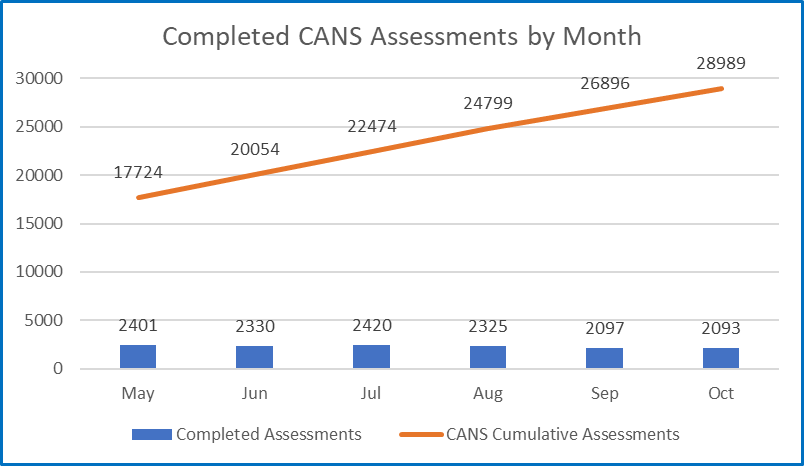 Completed CANS Assessments by Month
30000
25000
20000
15000
10000
5000
0
17724
20054
22474
24799
26896
28989
2401
2330
2420
2325
2097
2093
May
Jun
Jul
Aug
Sep
Oct
Completed Assessments
CANS Cumulative Assessments